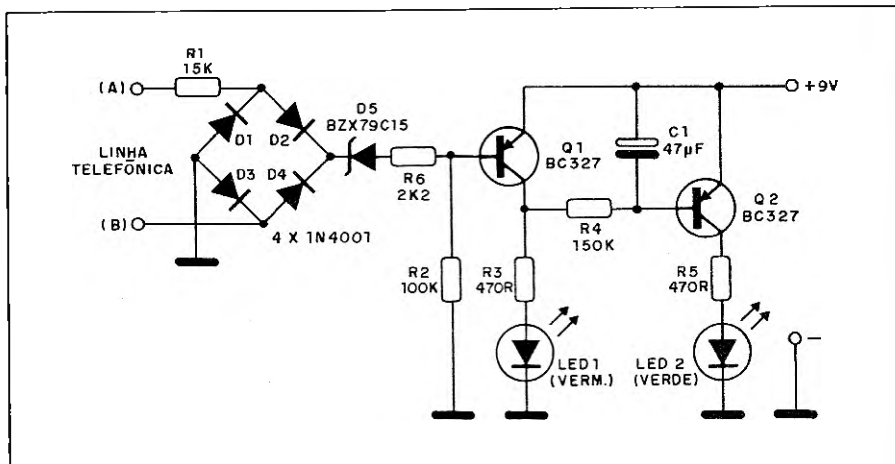 R1
15K
(A)
D5
BZX79C15
+9V
D1
D2
C1
47µF
Q1
BC327
LINHA
TELEFÔNICA
D3
D4
R6
2K2
Q2
BC327
(B)
4 X 1N4001
R4
150K
R2
100K
R3
470R
R5
470R
LED 1
(VERM.)
LED 2
(VERDE)
–